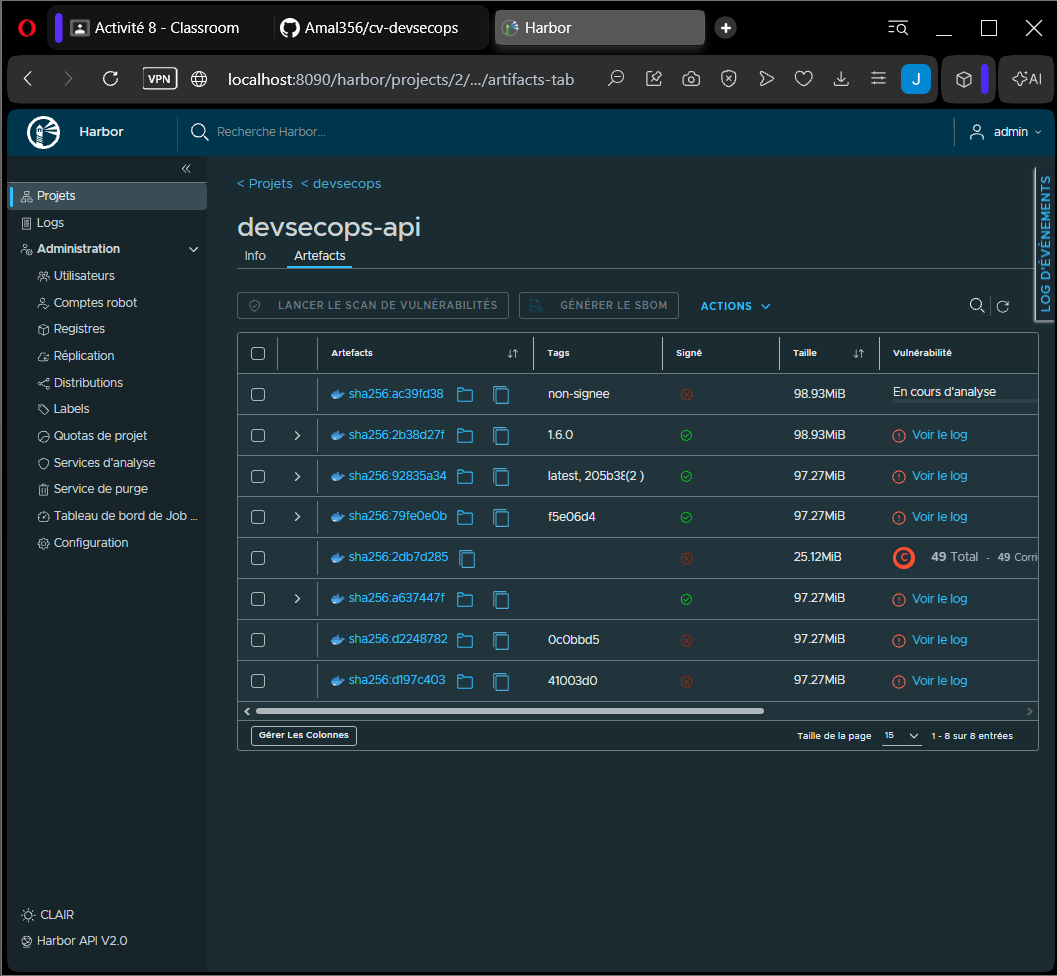 Activité 8 - Classroom
Amal356/cv-devsecops
Harbor
VPN
localhost:8090/harbor/projects/2/.../artifacts-tab
J
AI
Harbor
Recherche Harbor...
admin
Projets
Logs
Administration
Utilisateurs
Comptes robot
Registres
Réplication
Distributions
Labels
Quotas de projet
Services d'analyse
Service de purge
Tableau de bord de Job ...
Configuration
CLAIR
Harbor API V2.0
< Projets < devsecops
devsecops-api
Info Artefacts
LOG D'ÉVÈNEMENTS
LANCER LE SCAN DE VULNÉRABILITÉS GÉNÉRER LE SBOM ACTIONS
Artefacts Tags Signé Taille Vulnérabilité
sha256:ac39fd38 non-signee 98.93MiB En cours d'analyse
sha256:2b38d27f 1.6.0 98.93MiB Voir le log
sha256:92835a34 latest, 205b38(2 ) 97.27MiB Voir le log
sha256:79fe0e0b f5e06d4 97.27MiB Voir le log
sha256:2db7d285 25.12MiB C 49 Total - 49 Corri
sha256:a637447f 97.27MiB Voir le log
sha256:d2248782 0c0bbd5 97.27MiB Voir le log
sha256:d197c403 41003d0 97.27MiB Voir le log
Gérer Les Colonnes Taille de la page 15 1 - 8 sur 8 entrées